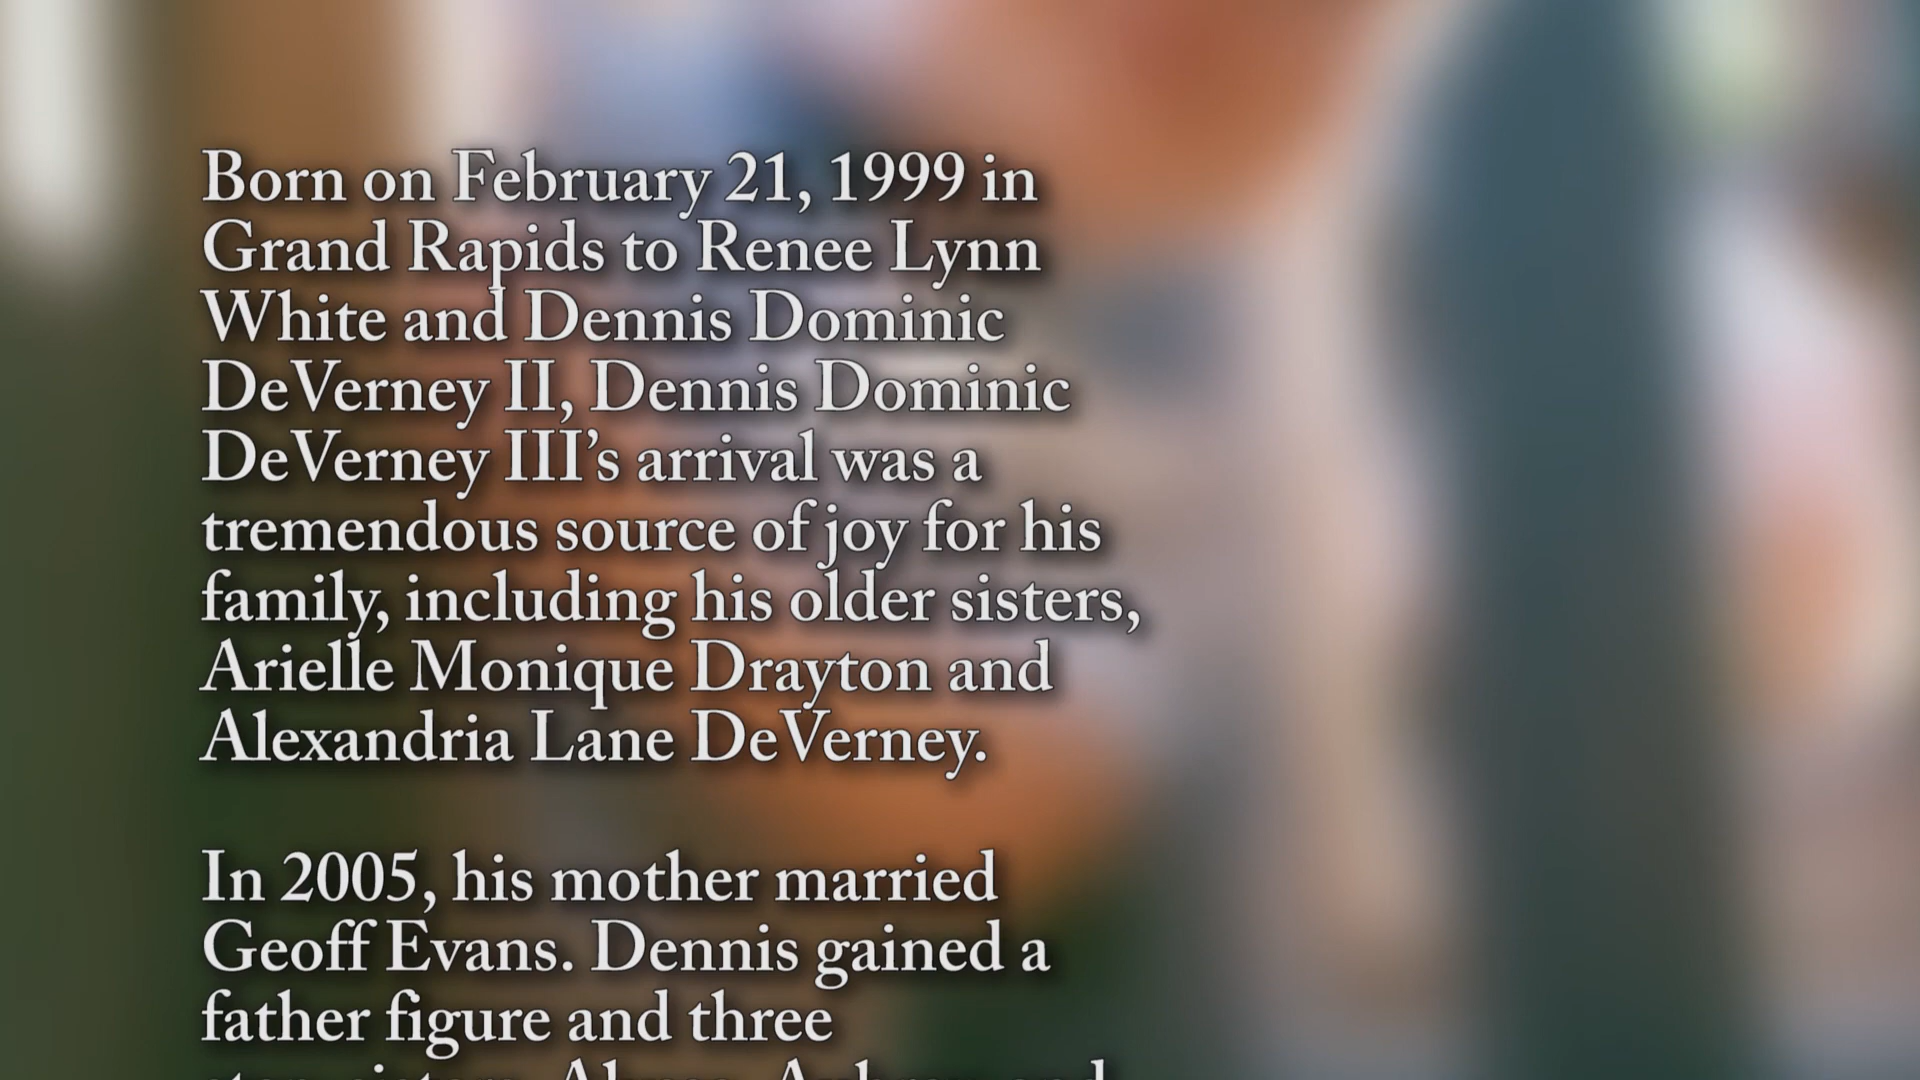 Born on February 21, 1999 in
Grand Rapids to Renee Lynn
White and Dennis Dominic
DeVerney II, Dennis Dominic
DeVerney III’s arrival was a
tremendous source of joy for his
family, including his older sisters,
Arielle Monique Drayton and
Alexandria Lane DeVerney.

In 2005, his mother married
Geoff Evans. Dennis gained a
father figure and three